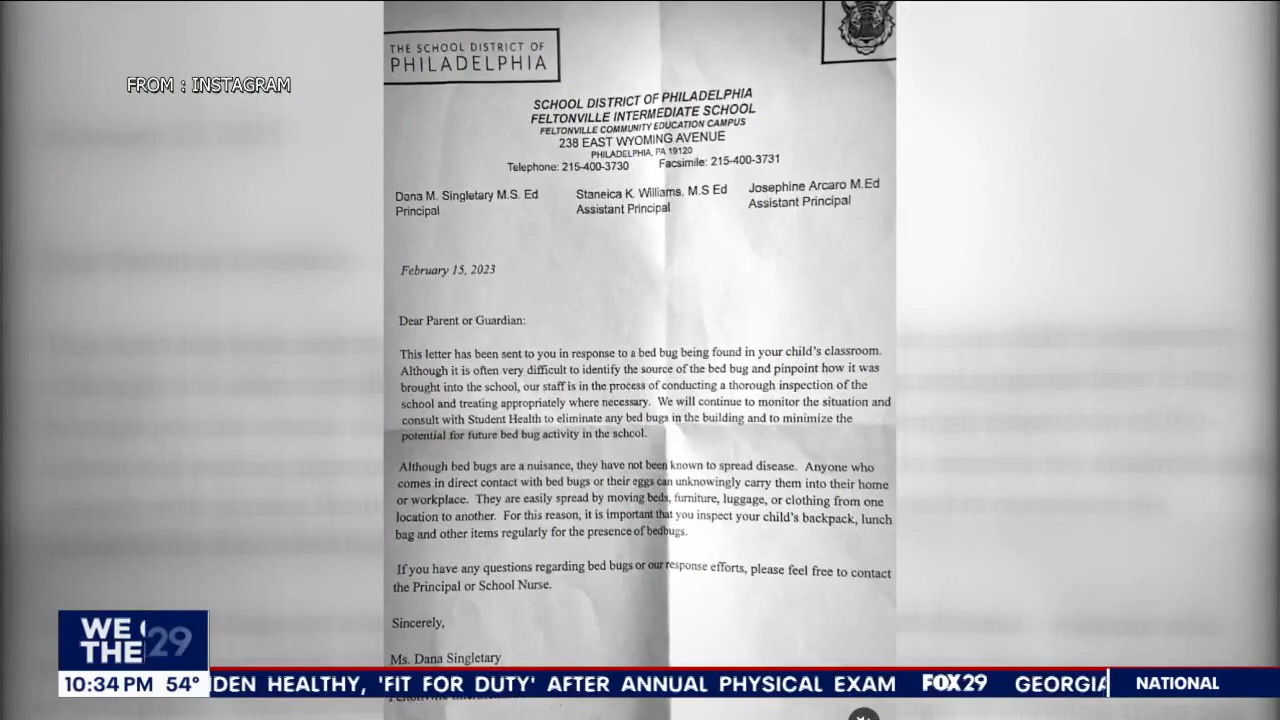 FROM : INSTAGRAM
THE SCHOOL DISTRICT OF
PHILADELPHIA
SCHOOL DISTRICT OF PHILADELPHIA
FELTONVILLE INTERMEDIATE SCHOOL
FELTONVILLE COMMUNITY EDUCATION CAMPUS
238 EAST WYOMING AVENUE
PHILADELPHIA, PA 19120
Telephone: 215-400-3730 Facsimile: 215-400-3731
Dana M. Singletary M.S. Ed Staneica K. Williams. M.S Ed Josephine Arcaro M.Ed
Principal Assistant Principal Assistant Principal
February 15, 2023
Dear Parent or Guardian:
This letter has been sent to you in response to a bed bug being found in your child's classroom.
Although it is often very difficult to identify the source of the bed bug and pinpoint how it was
brought into the school, our staff is in the process of conducting a thorough inspection of the
school and treating appropriately where necessary. We will continue to monitor the situation and
consult with Student Health to eliminate any bed bugs in the building and to minimize the
potential for future bed bug activity in the school.
Although bed bugs are a nuisance, they have not been known to spread disease. Anyone who
comes in direct contact with bed bugs or their eggs can unknowingly carry them into their home
or workplace. They are easily spread by moving beds, furniture, luggage, or clothing from one
location to another. For this reason, it is important that you inspect your child's backpack, lunch
bag and other items regularly for the presence of bedbugs.
If you have any questions regarding bed bugs or our response efforts, please feel free to contact
the Principal or School Nurse.
Sincerely,
Ms. Dana Singletary
WE
THE 29
10:34 PM 54° DEN HEALTHY, 'FIT FOR DUTY' AFTER ANNUAL PHYSICAL EXAM FOX29 GEORGIA NATIONAL